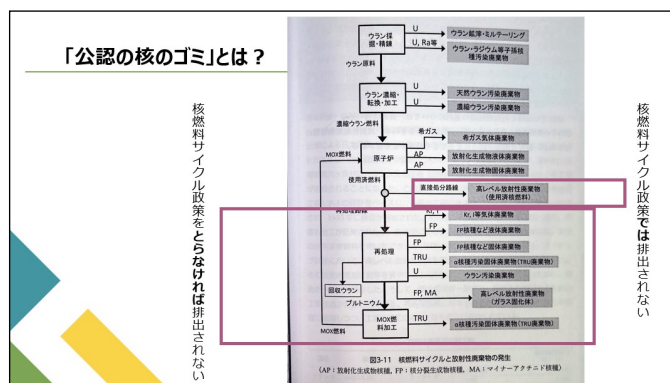 「公認の核のゴミ」とは？
核燃料サイクル政策をとらなければ排出されない
核燃料サイクル政策では排出されない
ウラン採掘・精錬
U
ウラン鉱滓・ミルテーリング
U, Ra等
ウラン・ラジウム等子孫核種汚染廃棄物
ウラン原料
ウラン濃縮・転換・加工
U
天然ウラン汚染廃棄物
U
濃縮ウラン汚染廃棄物
濃縮ウラン燃料
希ガス
希ガス気体廃棄物
MOX燃料
原子炉
AP
放射化生成物液体廃棄物
AP
放射化生成物固体廃棄物
使用済燃料
直接処分路線
高レベル放射性廃棄物
（使用済核燃料）
再処理路線
Kr, I
Kr, I等気体廃棄物
FP
FP核種など液体廃棄物
再処理
FP
FP核種など固体廃棄物
TRU
α核種汚染固体廃棄物(TRU廃棄物)
U
ウラン汚染廃棄物
回収ウラン
FP, MA
高レベル放射性廃棄物
（ガラス固化体）
プルトニウム
MOX燃料加工
TRU
α核種汚染固体廃棄物(TRU廃棄物)
MOX燃料
図3-11 核燃料サイクルと放射性廃棄物の発生
（AP：放射化生成物核種, FP：核分裂生成物核種, MA：マイナーアクチニド核種）